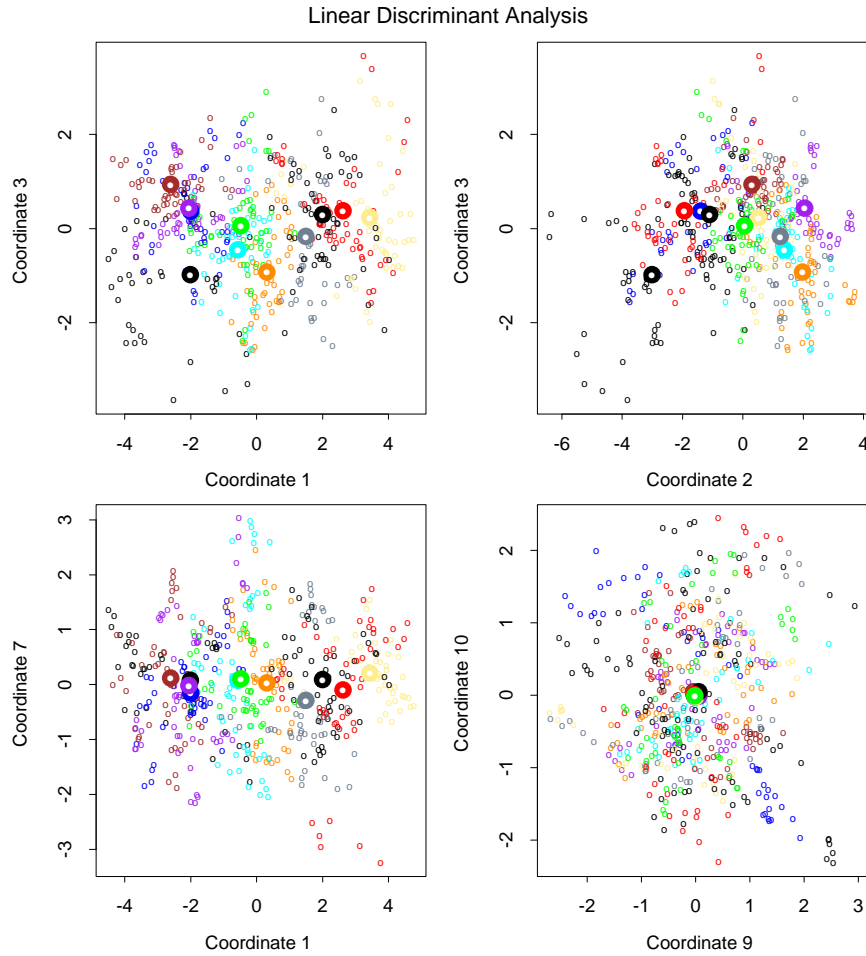 Linear Discriminant Analysis
Coordinate 3
2
0
-2
-4 -2 0 2 4
Coordinate 1
Coordinate 3
2
0
-2
-6 -4 -2 0 2 4
Coordinate 2
Coordinate 7
3
2
1
0
-1
-2
-3
-4 -2 0 2 4
Coordinate 1
Coordinate 10
2
1
0
-1
-2
-2 -1 0 1 2 3
Coordinate 9